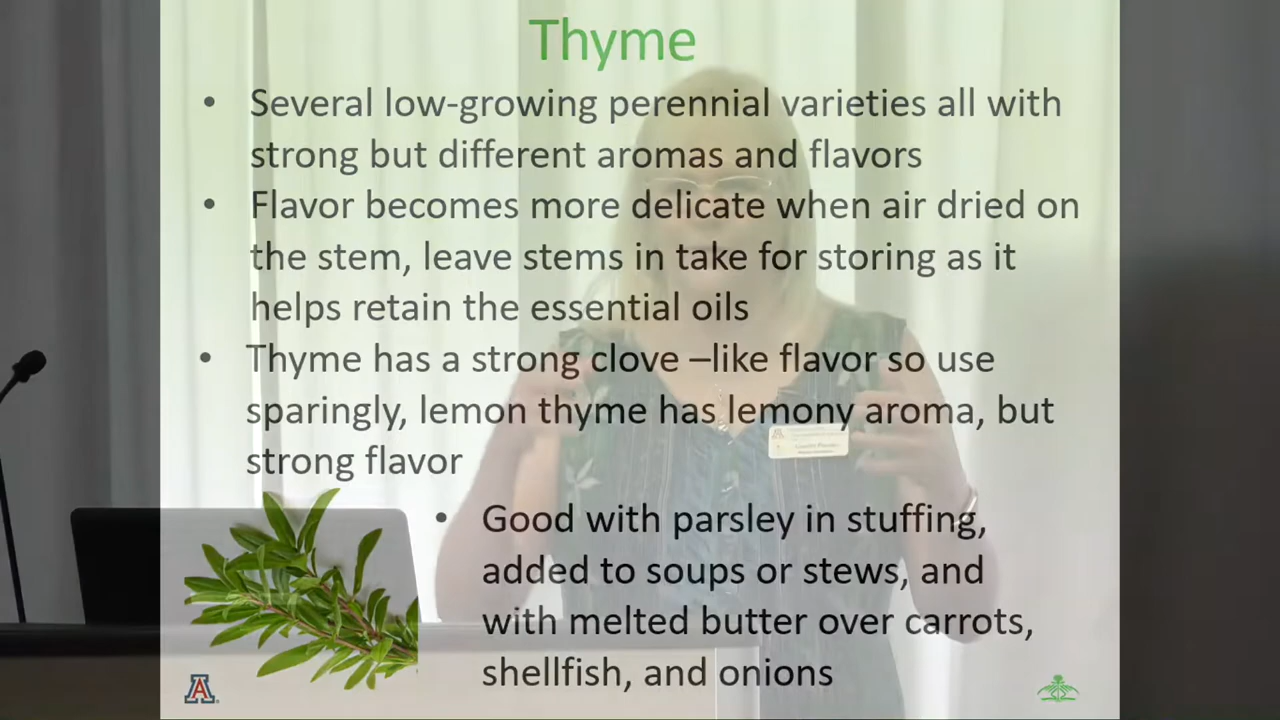 Thyme
• Several low-growing perennial varieties all with
strong but different aromas and flavors
• Flavor becomes more delicate when air dried on
the stem, leave stems in take for storing as it
helps retain the essential oils
• Thyme has a strong clove –like flavor so use
sparingly, lemon thyme has lemony aroma, but
strong flavor
• Good with parsley in stuffing,
added to soups or stews, and
with melted butter over carrots,
shellfish, and onions
A